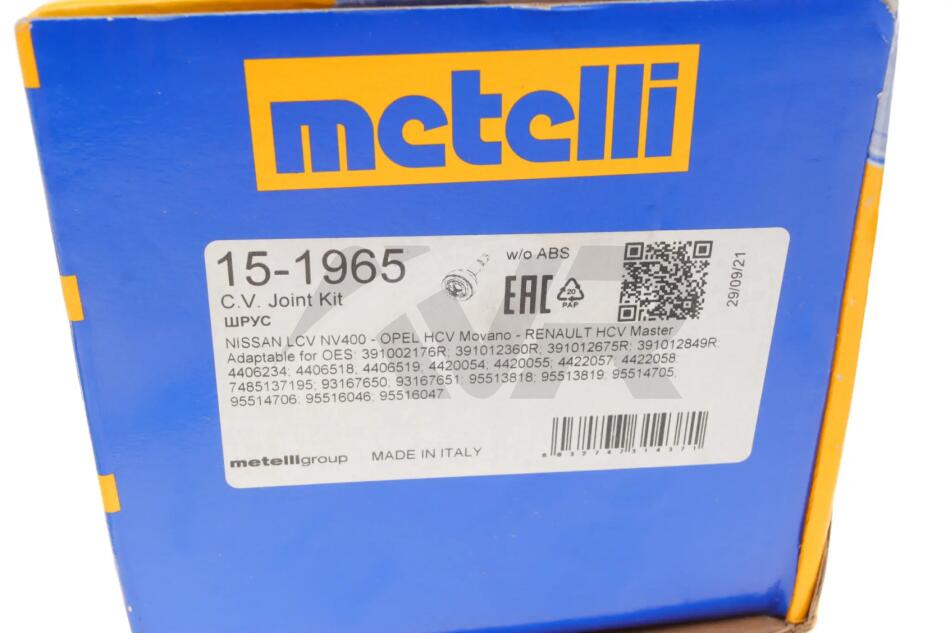 metelli
15-1965
w/o ABS
C.V. Joint Kit
ШРУС
EAC
20
PAP
29/09/21
NISSAN LCV NV400 - OPEL HCV Movano - RENAULT HCV Master
Adaptable for OES: 391002176R; 391012360R; 391012675R; 391012849R;
4406234; 4406518; 4406519; 4420054; 4420055; 4422057; 4422058;
7485137195; 93167650; 93167651; 95513818; 95513819; 95514705;
95514706; 95516046; 95516047
metelligroup
MADE IN ITALY